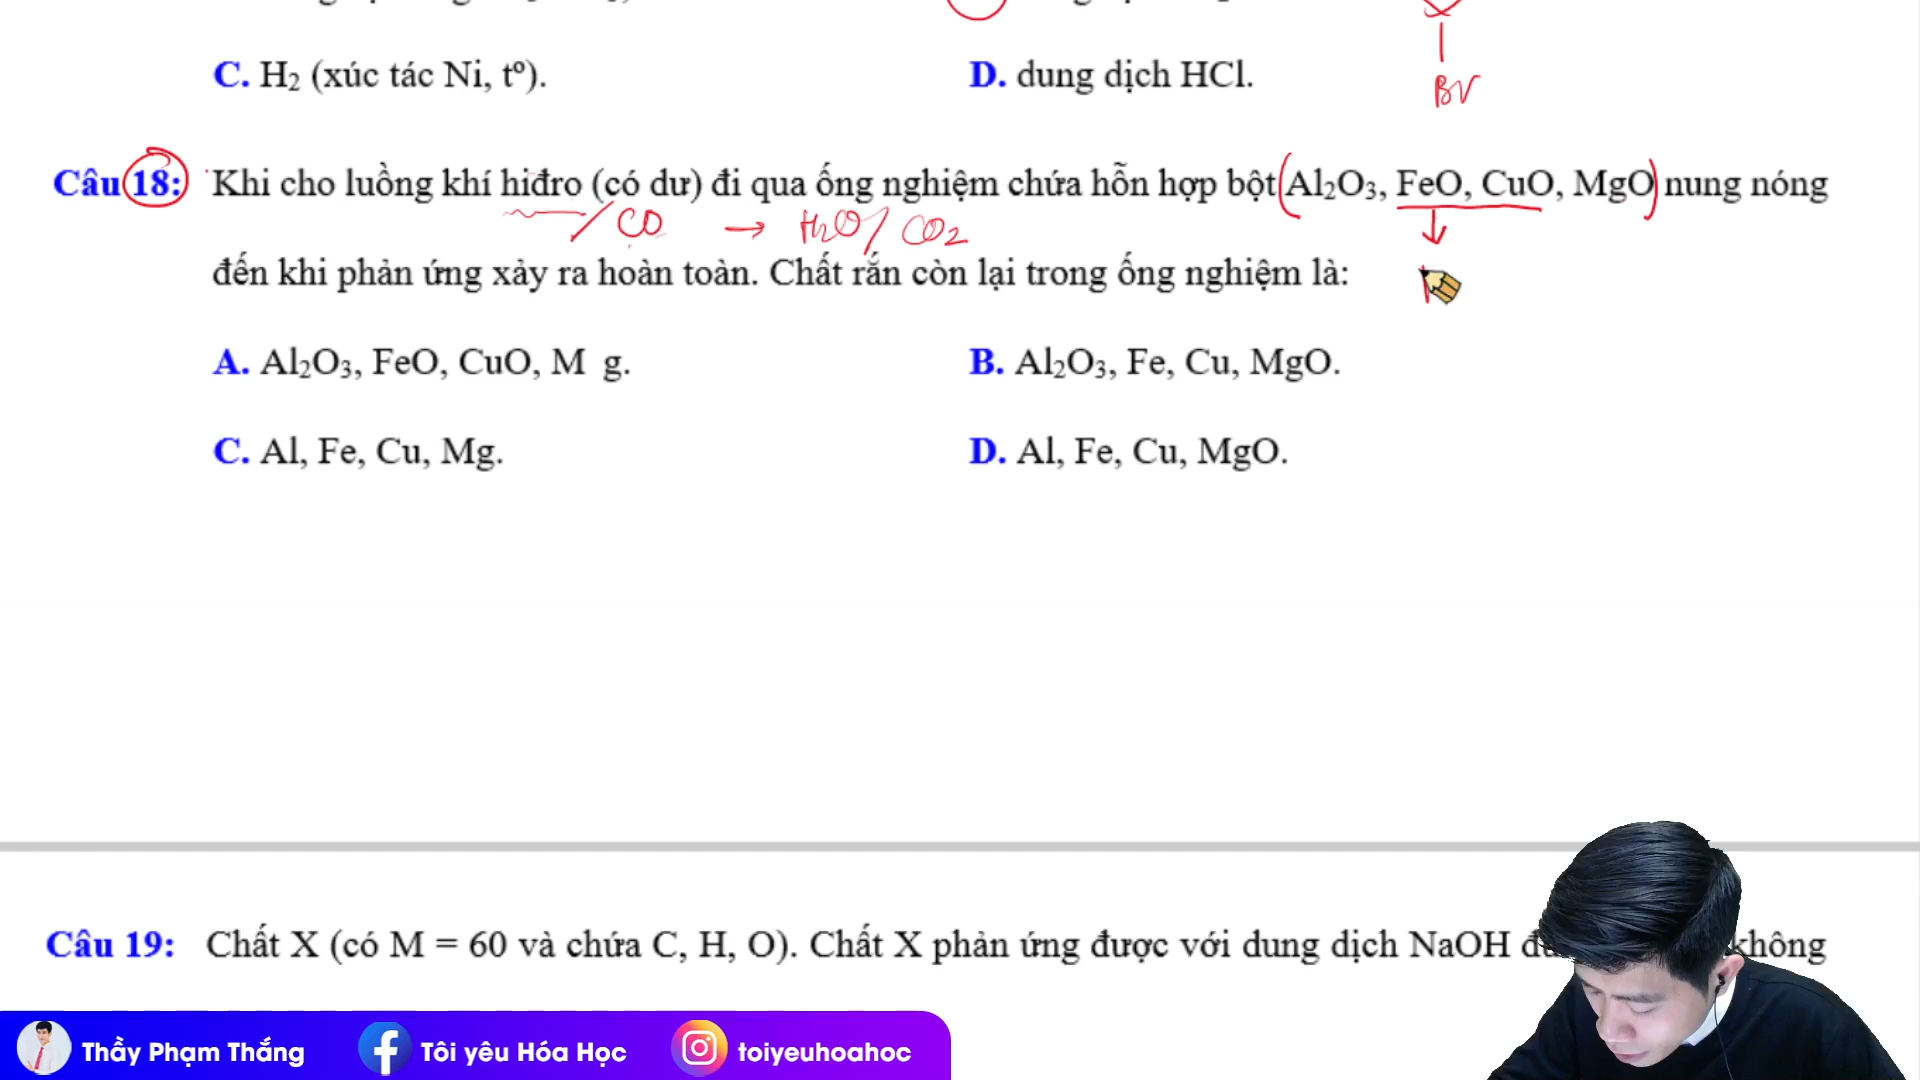 C. H₂ (xúc tác Ni, tº).
D. dung dịch HCl.
Br
Câu 18: Khi cho luồng khí hiđro (có dư) đi qua ống nghiệm chứa hỗn hợp bột Al₂O₃, FeO, CuO, MgO nung nóng
/ CO → H₂O / CO₂
đến khi phản ứng xảy ra hoàn toàn. Chất rắn còn lại trong ống nghiệm là:
A. Al₂O₃, FeO, CuO, M g.
B. Al₂O₃, Fe, Cu, MgO.
C. Al, Fe, Cu, Mg.
D. Al, Fe, Cu, MgO.
Câu 19: Chất X (có M = 60 và chứa C, H, O). Chất X phản ứng được với dung dịch NaOH không
Thầy Phạm Thắng
Tôi yêu Hóa Học
toiyeuhoahoc